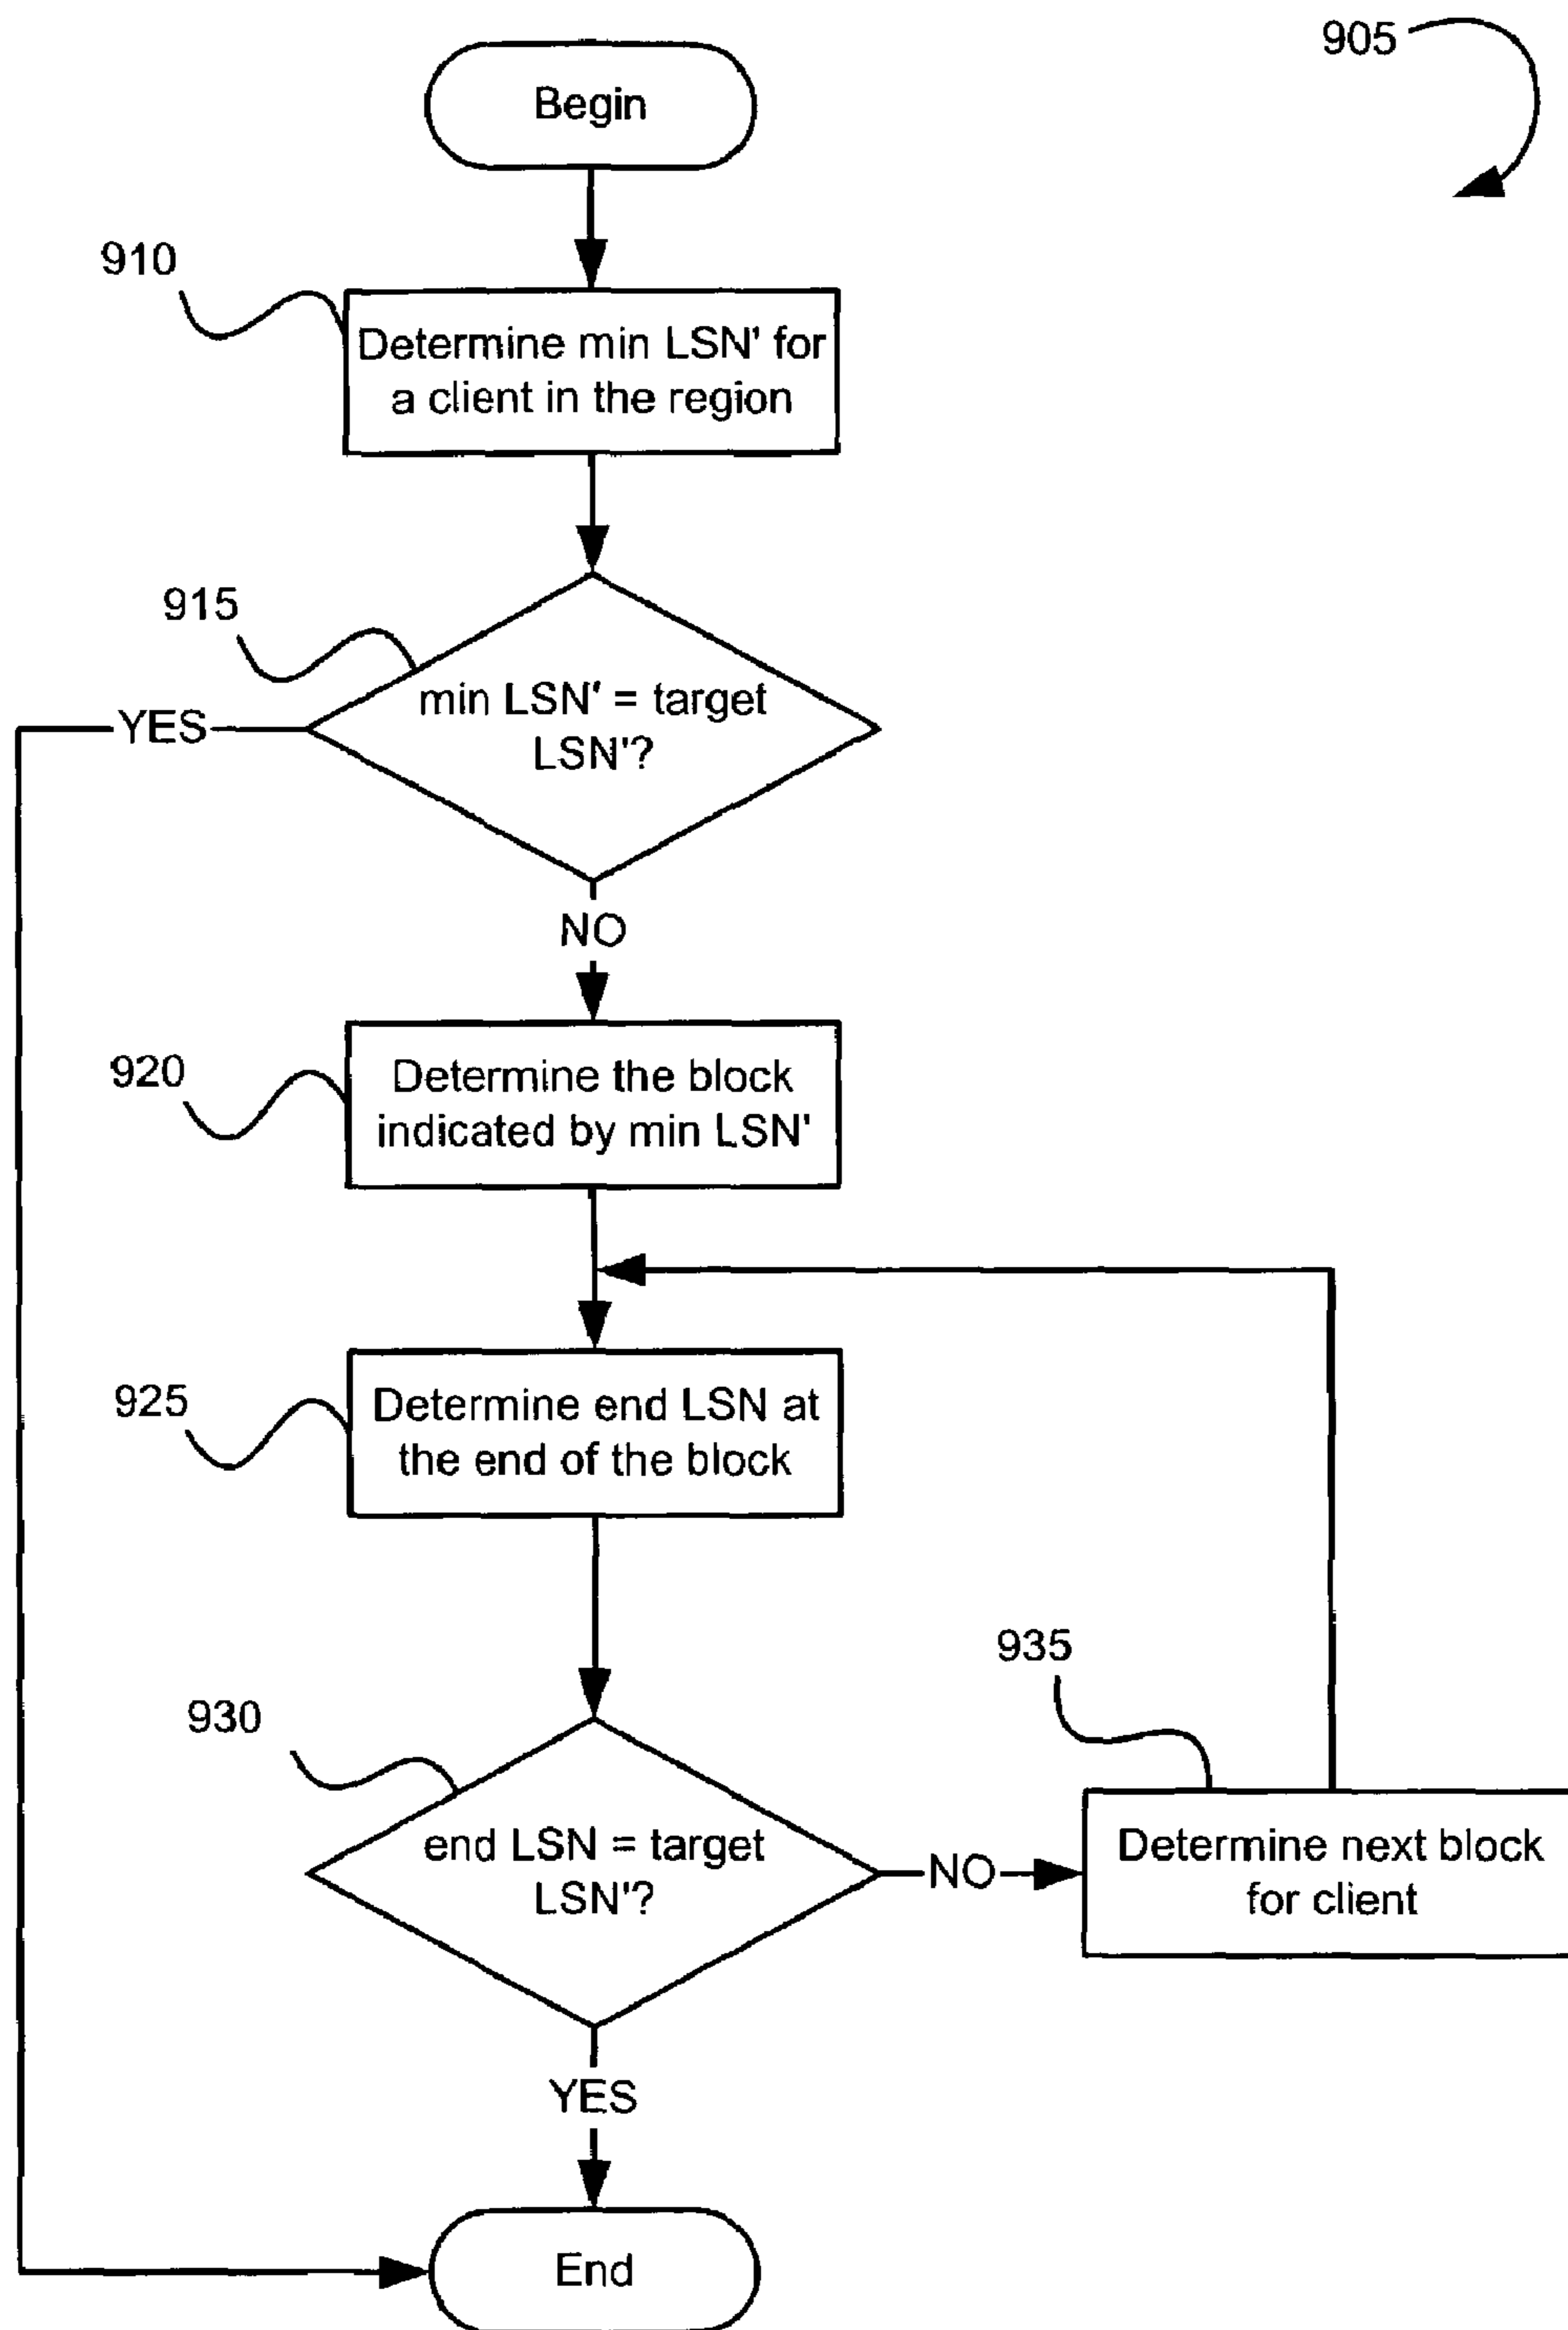 905
Begin
910
Determine min LSN' for
a client in the region
915
min LSN' = target
LSN'?
YES
NO
920
Determine the block
indicated by min LSN'
925
Determine end LSN at
the end of the block
930
end LSN = target
LSN'?
NO
935
Determine next block
for client
YES
End